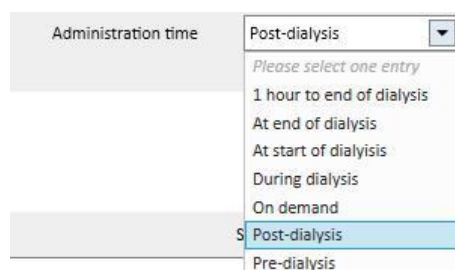 Administration time Post-dialysis
Please select one entry
1 hour to end of dialysis
At end of dialysis
At start of dialyisis
During dialysis
On demand
S Post-dialysis
Pre-dialysis